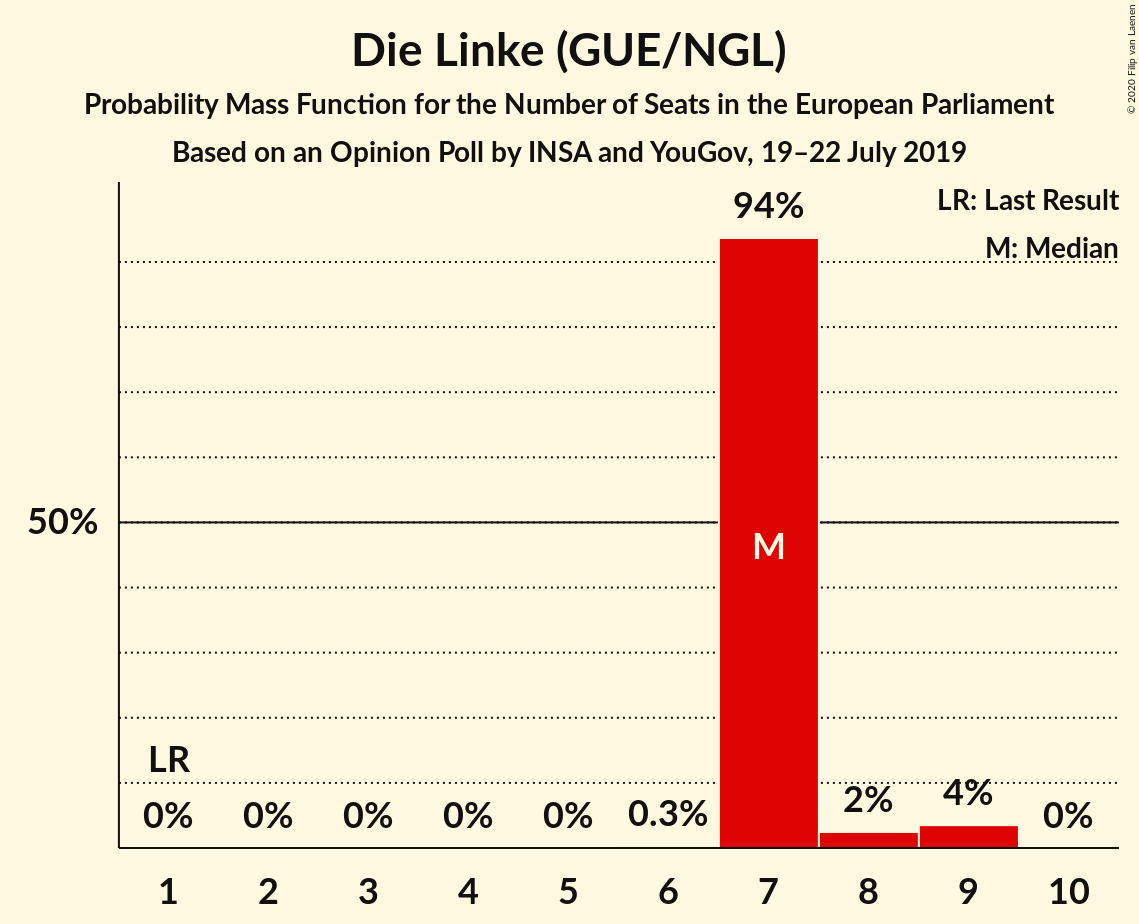 Die Linke (GUE/NGL)
Probability Mass Function for the Number of Seats in the European Parliament
Based on an Opinion Poll by INSA and YouGov, 19–22 July 2019
© 2020 Filip van Laenen
LR: Last Result
M: Median
94%
50%
M
LR
0%
0%
0%
0%
0%
0.3%
2%
4%
0%
1
2
3
4
5
6
7
8
9
10